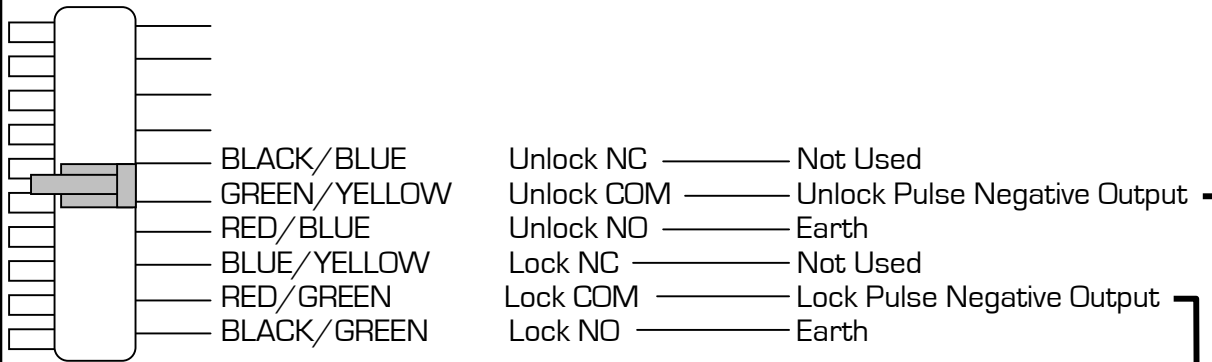 BLACK/BLUE Unlock NC Not Used
GREEN/YELLOW Unlock COM Unlock Pulse Negative Output
RED/BLUE Unlock NO Earth
BLUE/YELLOW Lock NC Not Used
RED/GREEN Lock COM Lock Pulse Negative Output
BLACK/GREEN Lock NO Earth